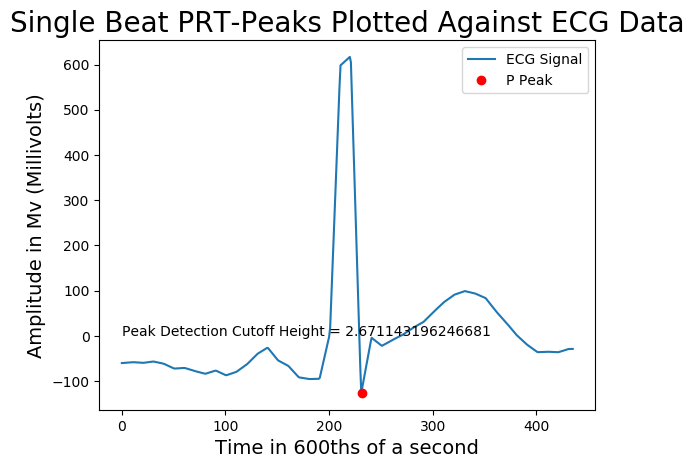 Single Beat PRT-Peaks Plotted Against ECG Data
ECG Signal
P Peak
600
500
400
300
200
100
0
−100
Amplitude in Mv (Millivolts)
Peak Detection Cutoff Height = 2.671143196246681
0 100 200 300 400
Time in 600ths of a second